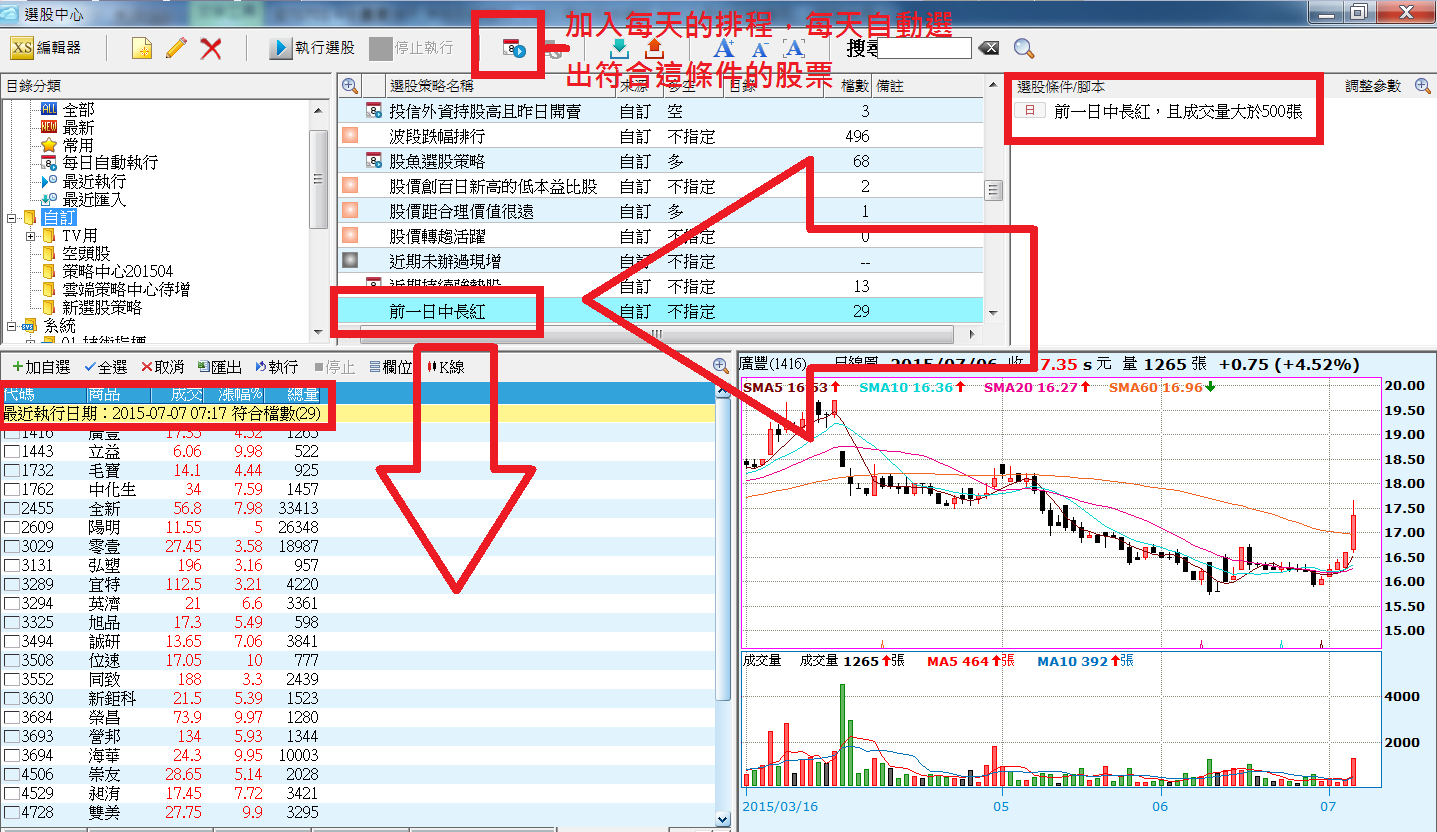 選股中心
XS 編輯器
執行選股
停止執行
加入每天的排程，每天自動選
出符合這條件的股票
搜尋
目錄分類
ALL 全部
NEW 最新
常用
每日自動執行
最近執行
最近匯入
自訂
TV用
空頭股
策略中心201504
雲端策略中心待增
新選股策略
系統
01.技術指標
選股策略名稱 來源 多空 目錄 檔數 備註
投信外資持股高且昨日開賣 自訂 空 3
波段跌幅排行 自訂 不指定 496
股魚選股策略 自訂 多 68
股價創百日新高的低本益比股 自訂 不指定 2
股價距合理價值很遠 自訂 多 1
股價轉趨活躍 自訂 不指定 0
近期未辦過現增 自訂 不指定 --
近期持續強勢股 自訂 不指定 13
前一日中長紅 自訂 不指定 29
選股條件/腳本 調整參數
日 前一日中長紅，且成交量大於500張
加自選 全選 取消 匯出 執行 停止 欄位 K線
代碼 商品 成交 漲幅% 總量
最近執行日期：2015-07-07 07:17 符合檔數(29)
1416 廣豐 17.35 4.52 1265
1443 立益 6.06 9.98 522
1732 毛寶 14.1 4.44 925
1762 中化生 34 7.59 1457
2455 全新 56.8 7.98 33413
2609 陽明 11.55 5 26348
3029 零壹 27.45 3.58 18987
3131 弘塑 196 3.16 957
3289 宜特 112.5 3.21 4220
3294 英濟 21 6.6 3361
3325 旭品 17.3 5.49 598
3494 誠研 13.65 7.06 3841
3508 位速 17.05 10 777
3552 同致 188 3.3 2439
3630 新鉅科 21.5 5.39 1523
3684 榮昌 73.9 9.97 1280
3693 營邦 134 5.93 1344
3694 海華 24.3 9.95 10003
4506 崇友 28.65 5.14 2028
4529 昶洧 17.45 7.72 3421
4728 雙美 27.75 9.9 3295
廣豐(1416) 日線圖 2015/07/06 收 7.35 s 元 量 1265 張 +0.75 (+4.52%)
SMA5 16.53 SMA10 16.36 SMA20 16.27 SMA60 16.96
20.00
19.50
19.00
18.50
18.00
17.50
17.00
16.50
16.00
15.50
15.00
成交量 成交量 1265 張 MA5 464 張 MA10 392 張
4000
2000
2015/03/16 05 06 07